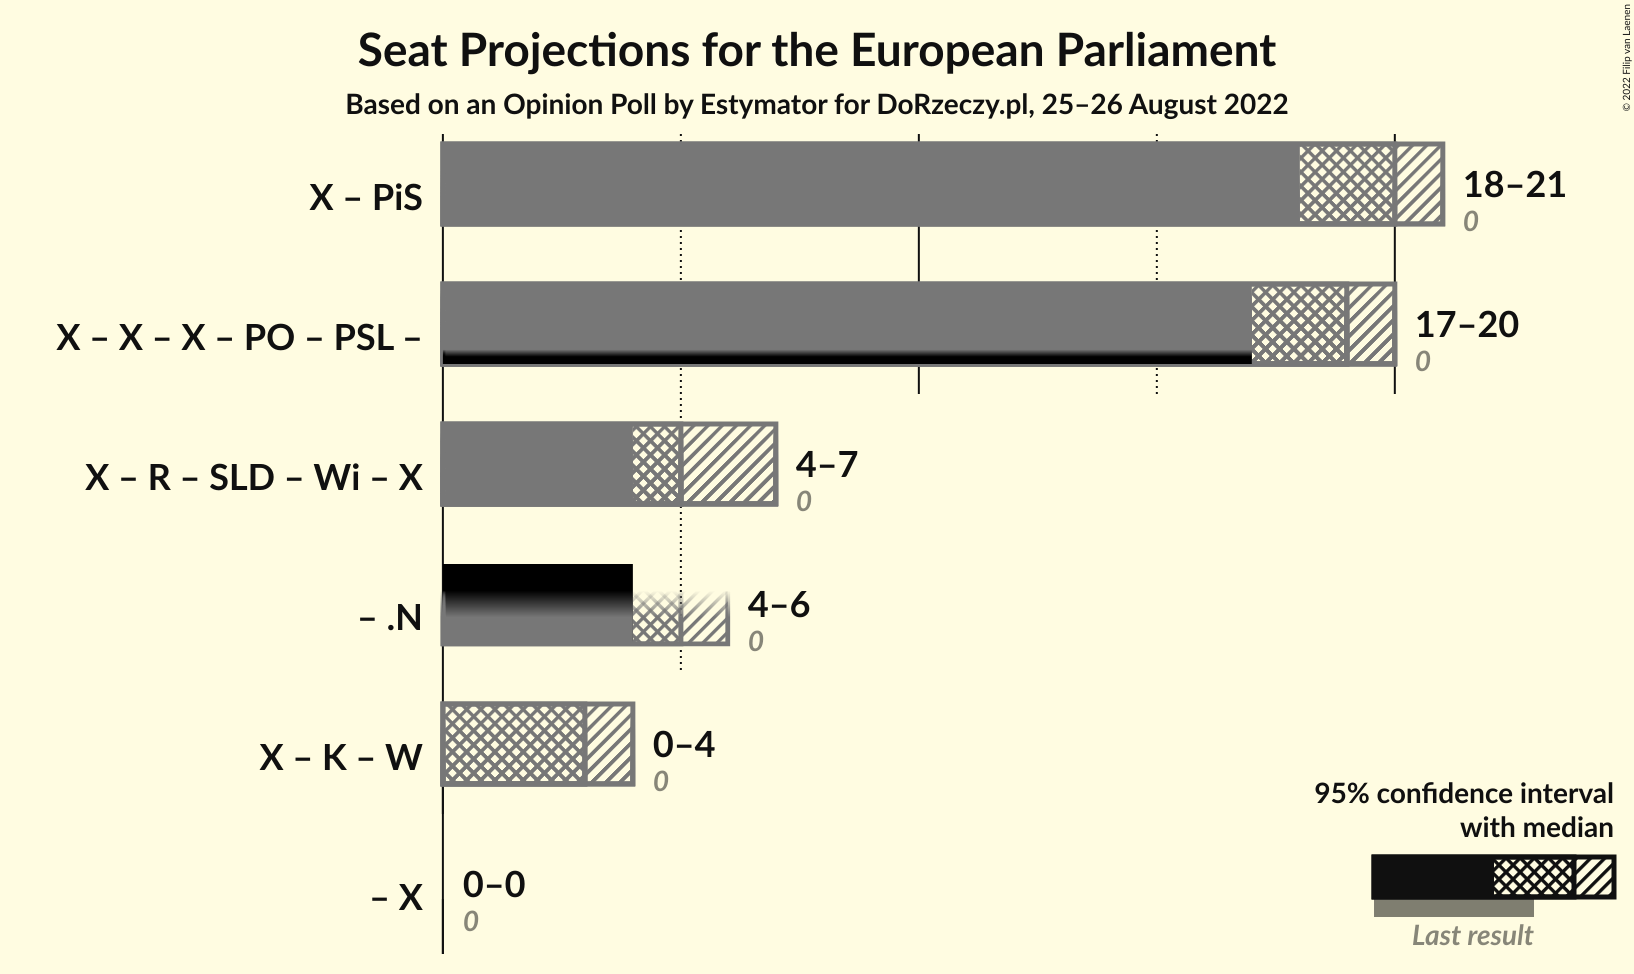 Seat Projections for the European Parliament
Based on an Opinion Poll by Estymator for DoRzeczy.pl, 25–26 August 2022
© 2022 Filip van Laenen
X – PiS
18–21
0
X – X – X – PO – PSL –
17–20
0
X – R – SLD – Wi – X
4–7
0
– .N
4–6
0
X – K – W
0–4
0
– X
0–0
0
95% confidence interval
with median
Last result